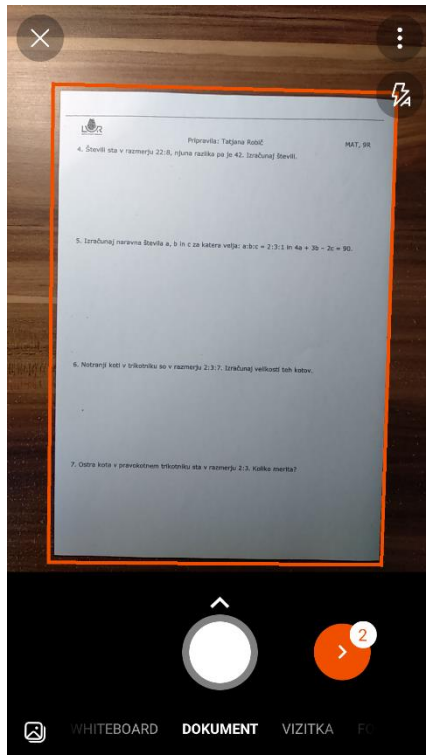 Pripravila: Tatjana Robič
MAT, 9R
4. Števili sta v razmerju 22:8, njuna razlika pa je 42. Izračunaj števili.
5. Izračunaj naravna števila a, b in c za katera velja: a:b:c = 2:3:1 in 4a + 3b - 2c = 90.
6. Notranji koti v trikotniku so v razmerju 2:3:7. Izračunaj velikosti teh kotov.
7. Ostra kota v pravokotnem trikotniku sta v razmerju 2:3. Koliko merita?
2
WHITEBOARD DOKUMENT VIZITKA